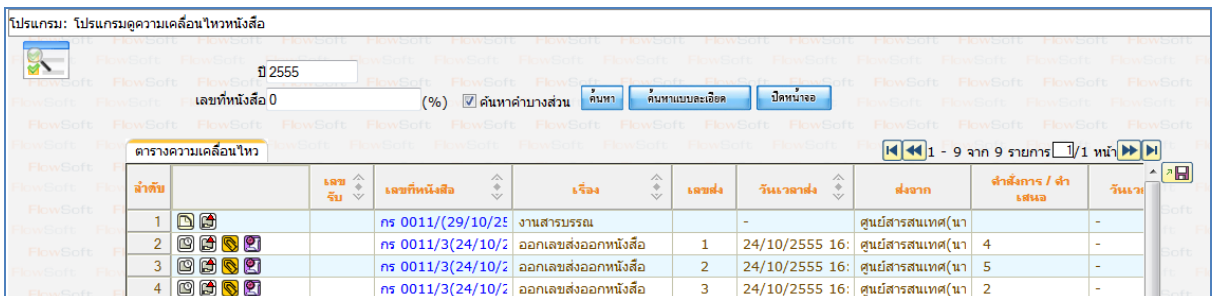 โปรแกรม: โปรแกรมดูความเคลื่อนไหวหนังสือ
ปี 2555
เลขที่หนังสือ 0 (%) ค้นหาคำบางส่วน ค้นหา ค้นหาแบบละเอียด ปิดหน้าจอ
ตารางความเคลื่อนไหว 1 - 9 จาก 9 รายการ 1/1 หน้า
ลำดับ เลขรับ เลขที่หนังสือ เรื่อง เลขส่ง วันเวลาส่ง ส่งจาก คำสั่งการ / คำเสนอ วันเวล
1 กร 0011/(29/10/25 งานสารบรรณ - ศูนย์สารสนเทศ(นา -
2 กร 0011/3(24/10/2 ออกเลขส่งออกหนังสือ 1 24/10/2555 16: ศูนย์สารสนเทศ(นา 4 -
3 กร 0011/3(24/10/2 ออกเลขส่งออกหนังสือ 2 24/10/2555 16: ศูนย์สารสนเทศ(นา 5 -
4 กร 0011/3(24/10/2 ออกเลขส่งออกหนังสือ 3 24/10/2555 16: ศูนย์สารสนเทศ(นา 2 -